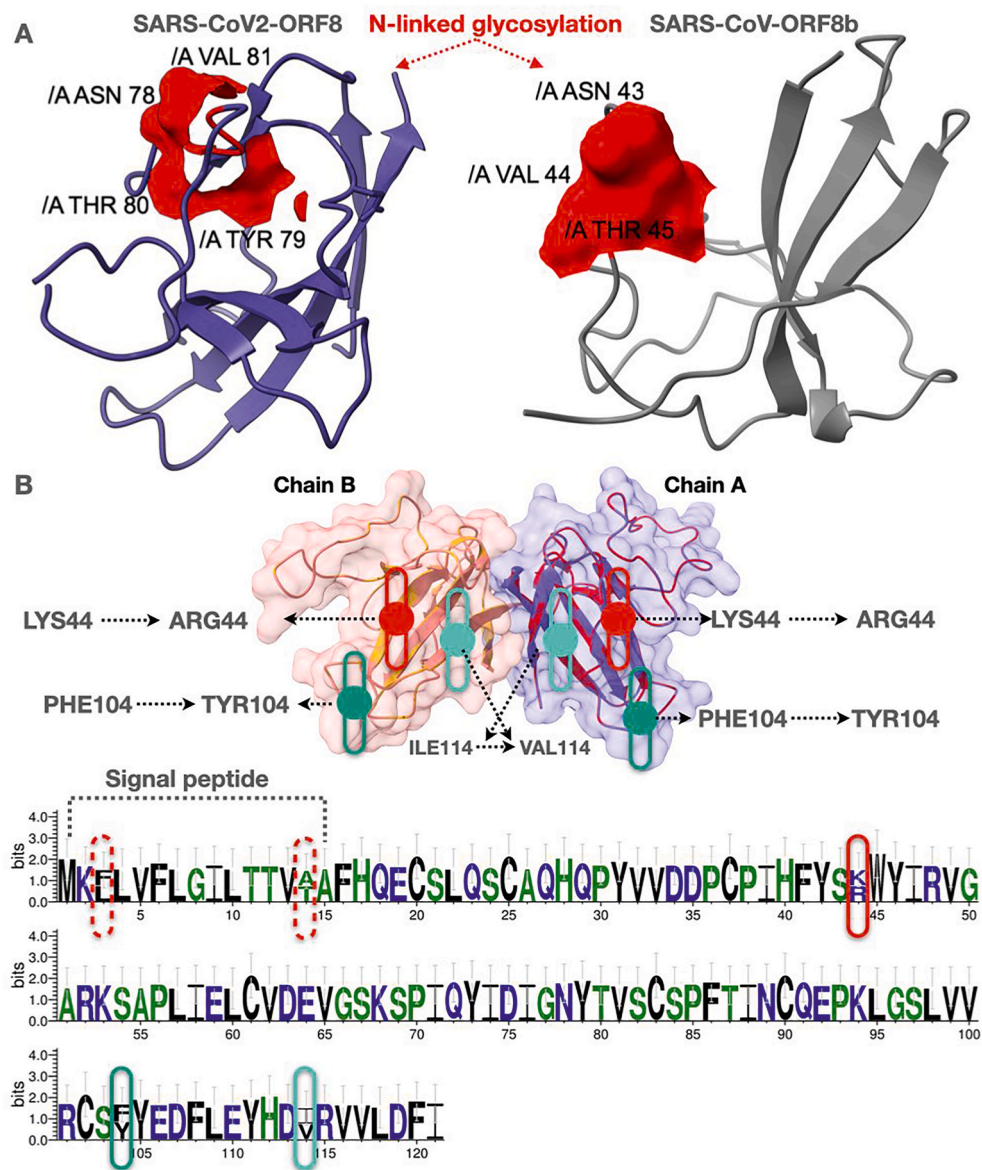 A
SARS-CoV2-ORF8 N-linked glycosylation SARS-CoV-ORF8b
/A VAL 81
/A ASN 78
/A THR 80
/A TYR 79
/A ASN 43
/A VAL 44
/A THR 45
B
Chain B Chain A
LYS44 ARG44 LYS44 ARG44
PHE104 TYR104 PHE104 TYR104
ILE114 VAL114
Signal peptide
bits
4.0
3.0
2.0
1.0
0.0
MKFLVFLGILTTVAAFHQECSLQSCAQHQPYVVDDPCPIHFYSKWYIRVG
R
5 10 15 20 25 30 35 40 45 50
bits
4.0
3.0
2.0
1.0
0.0
ARKSAPLIELCVDEVGSKSPIQYIDIGNYTVSCSPFTINCQEPKLGSLVV
55 60 65 70 75 80 85 90 95 100
bits
4.0
3.0
2.0
1.0
0.0
RCSFYEDFLEYHDIRVVLDFI
Y V
105 110 115 120